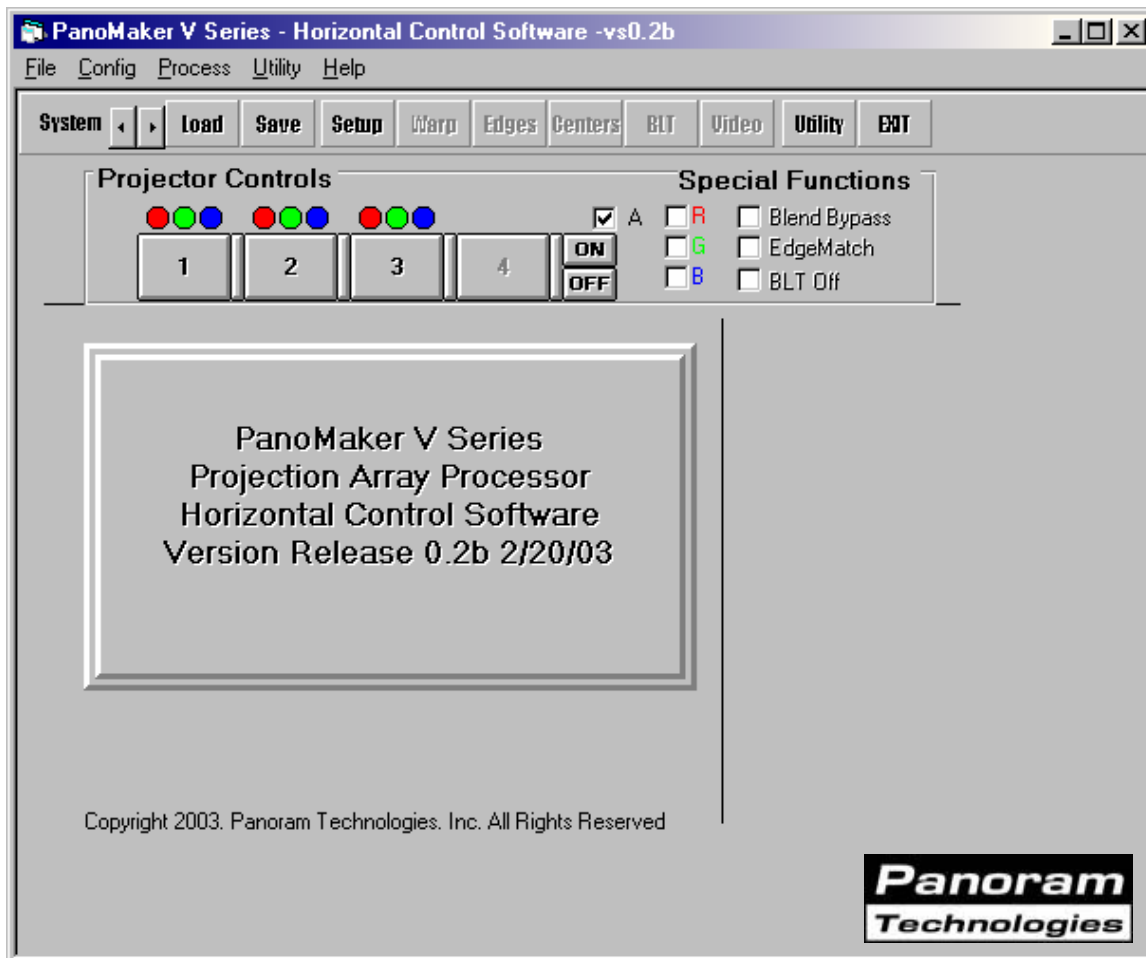 PanoMaker V Series - Horizontal Control Software -vs0.2b
File Config Process Utility Help
System Load Save Setup Warp Edges Centers BLT Video Utility EXIT
Projector Controls Special Functions
A R Blend Bypass
1 2 3 4 ON G EdgeMatch
OFF B BLT Off
PanoMaker V Series
Projection Array Processor
Horizontal Control Software
Version Release 0.2b 2/20/03
Copyright 2003. Panoram Technologies. Inc. All Rights Reserved
Panoram
Technologies